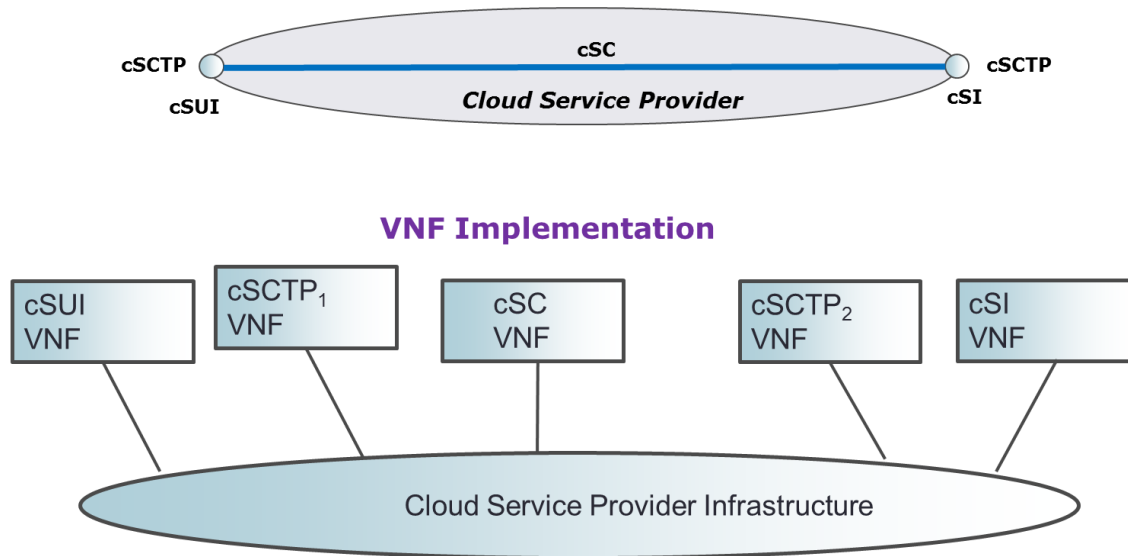 cSC
cSCTP
cSCTP
cSUI
Cloud Service Provider
cSI
VNF Implementation
cSUI
VNF
cSCTP₁
VNF
cSC
VNF
cSCTP₂
VNF
cSI
VNF
Cloud Service Provider Infrastructure